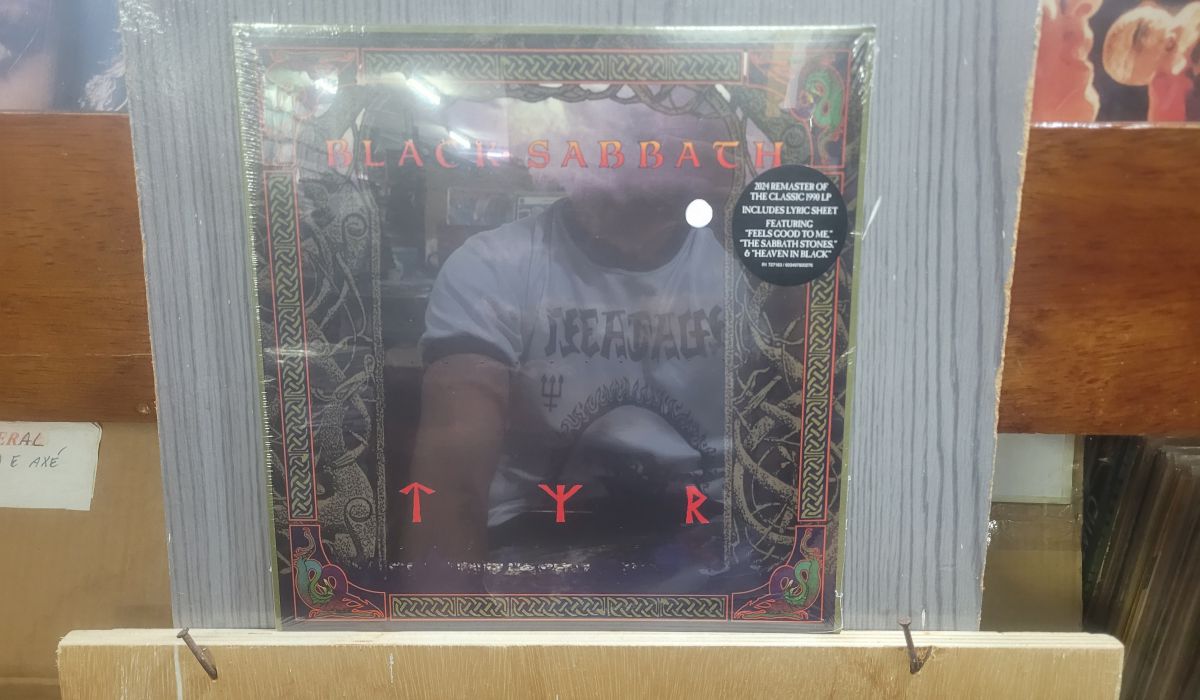 BLACK SABBATH
2024 REMASTER OF
THE CLASSIC 1990 LP
INCLUDES LYRIC SHEET
FEATURING
"FEELS GOOD TO ME,"
"THE SABBATH STONES,"
& "HEAVEN IN BLACK"
ᛏ ᛉ ᚱ
ERAL
E AXÉ